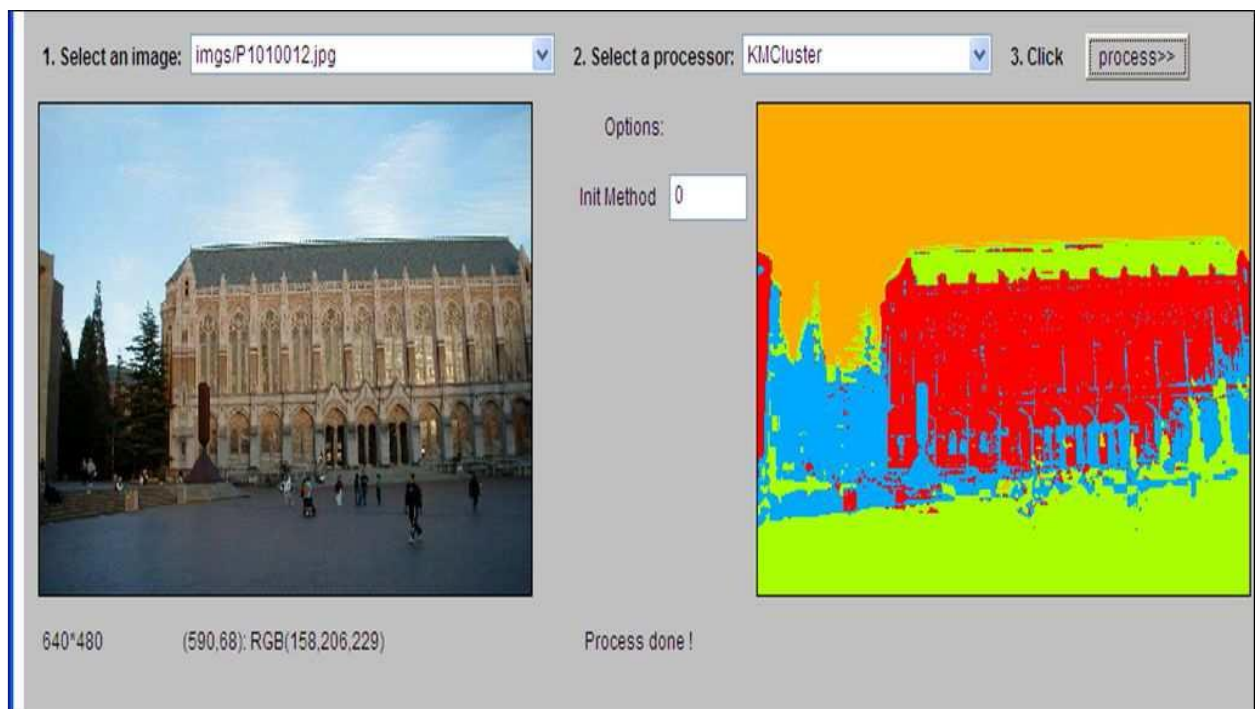 1. Select an image: imgs/P1010012.jpg 2. Select a processor: KMCluster 3. Click process>>
Options:
Init Method 0
640*480 (590,68): RGB(158,206,229) Process done !